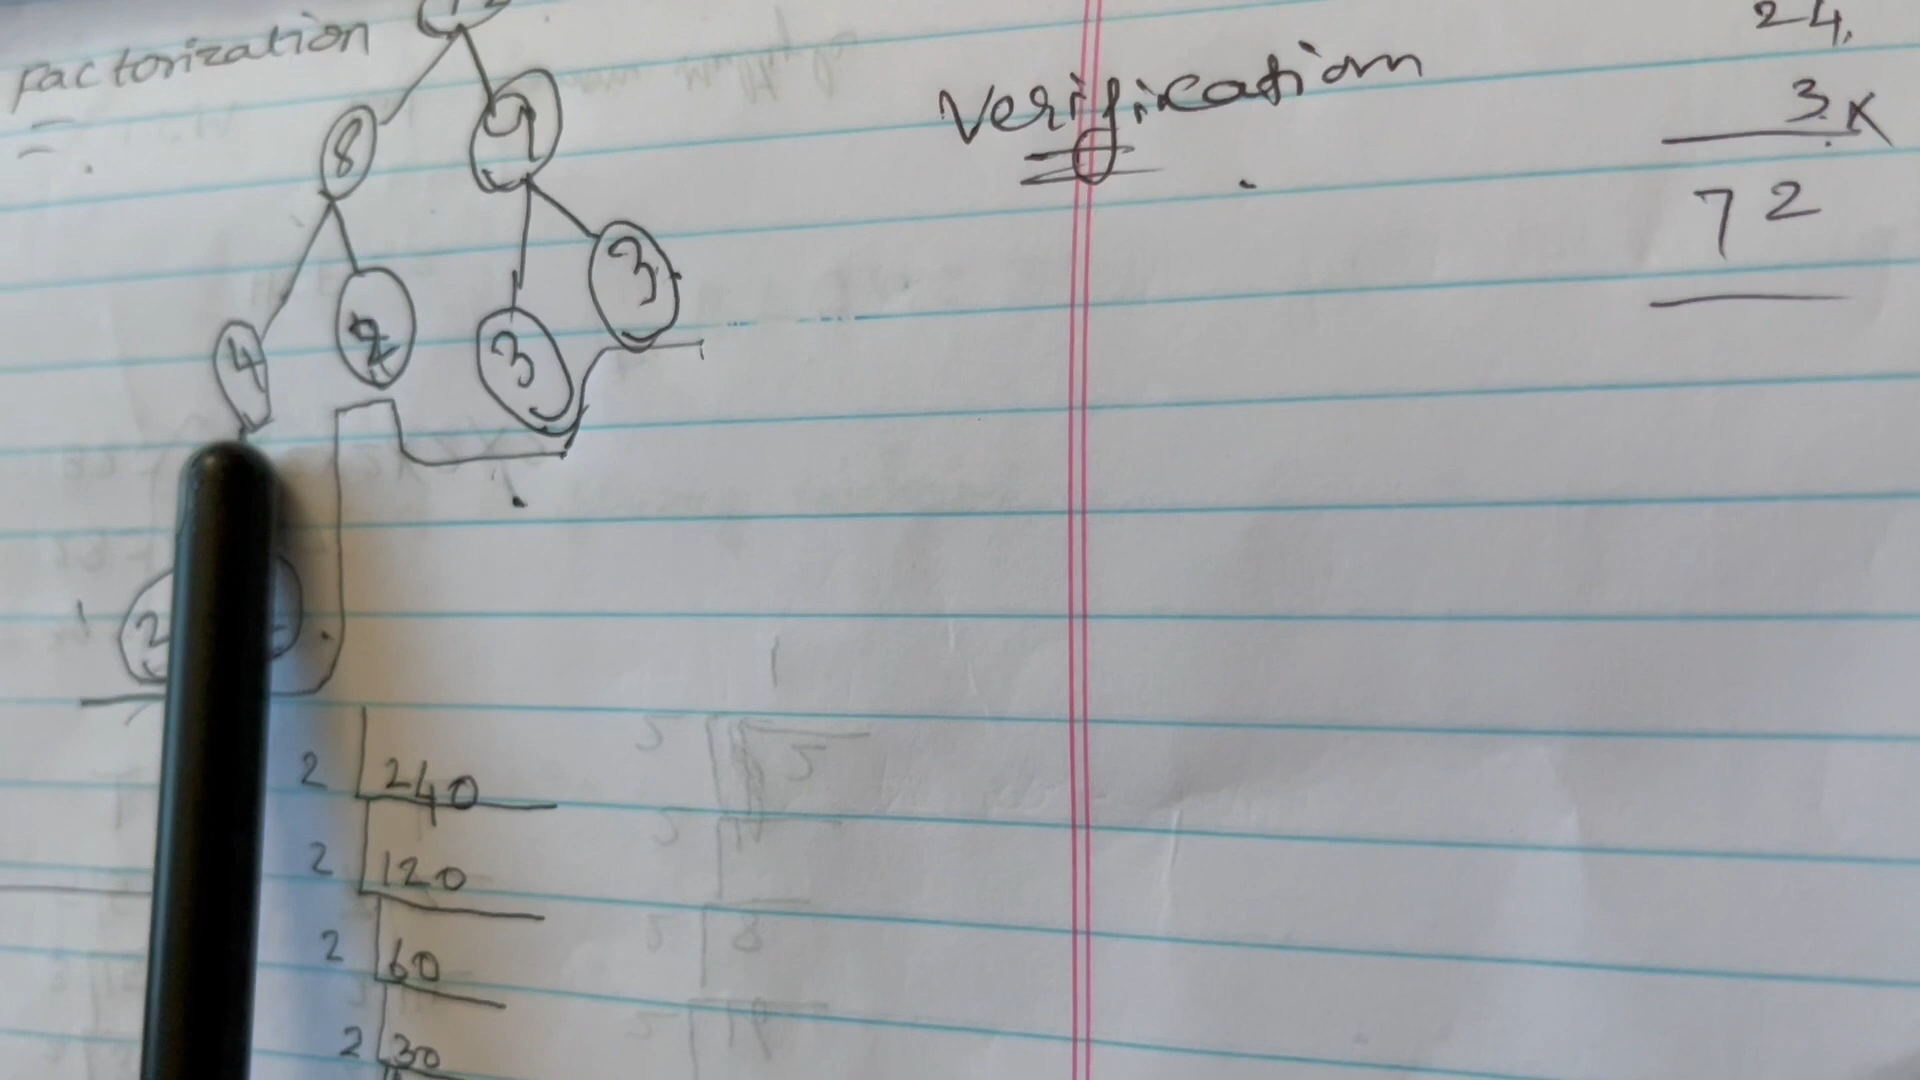 Factorization
8 9
4 2 3 3
2
2 240
2 120
2 60
2 30
Verification
24.
3 x
72